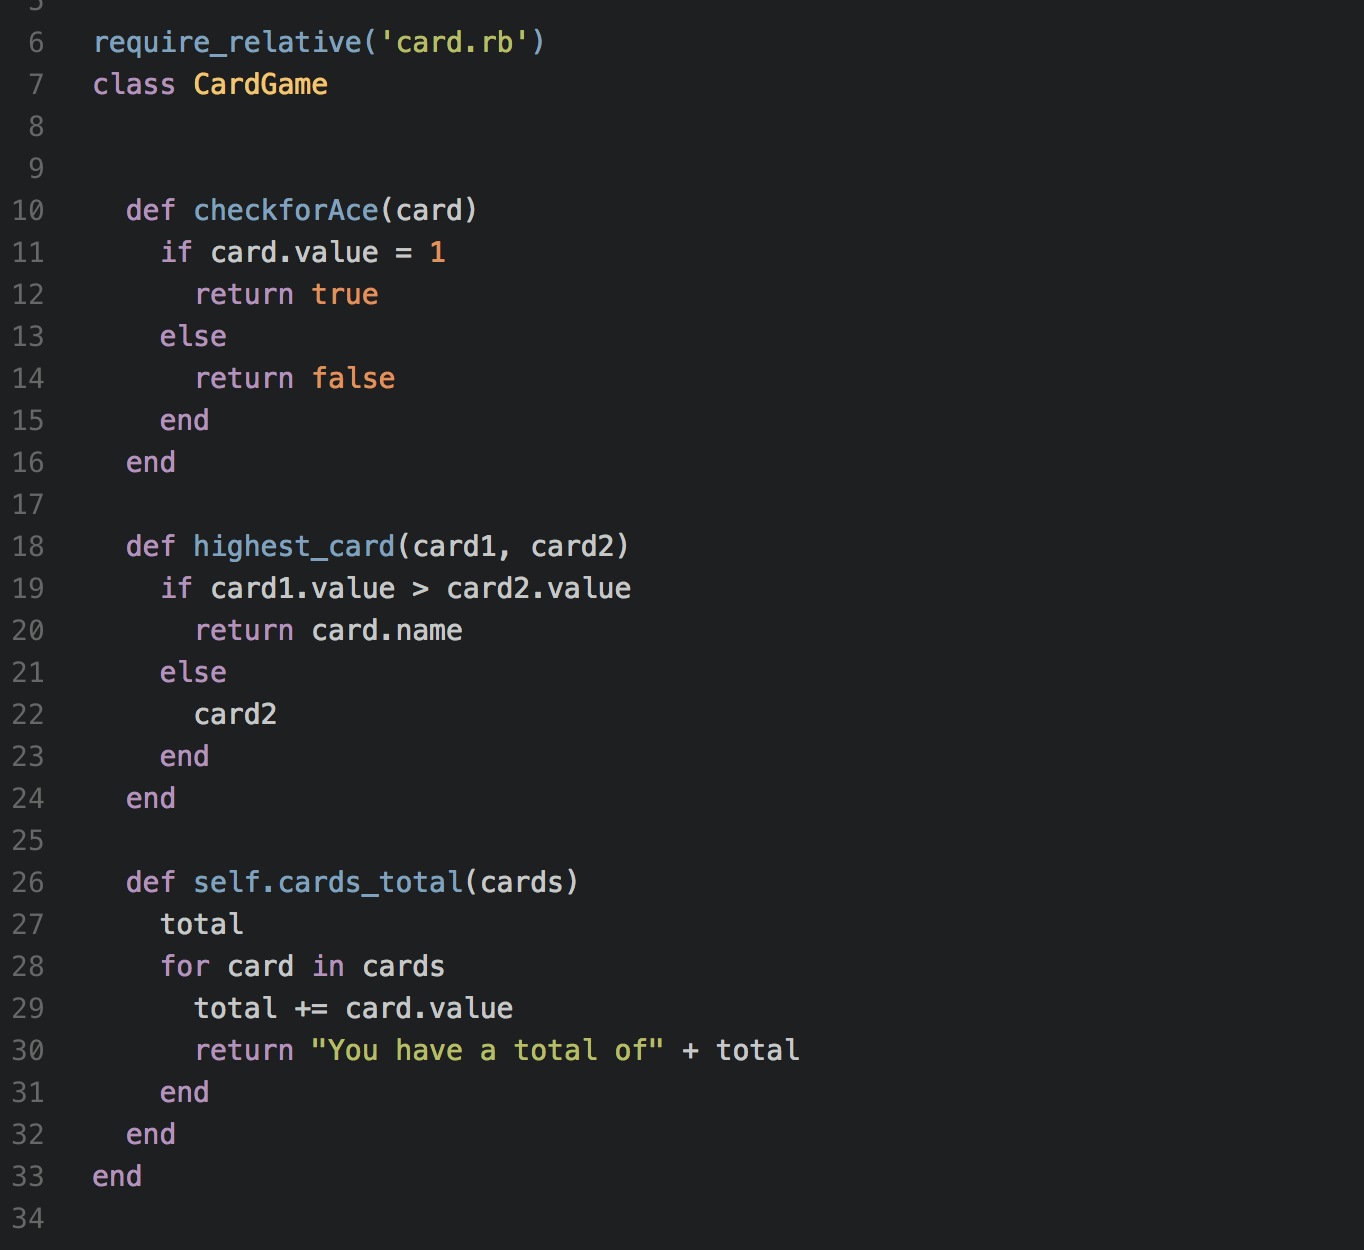 6 require_relative('card.rb')
7 class CardGame
8
9
10 def checkforAce(card)
11 if card.value = 1
12 return true
13 else
14 return false
15 end
16 end
17
18 def highest_card(card1, card2)
19 if card1.value > card2.value
20 return card.name
21 else
22 card2
23 end
24 end
25
26 def self.cards_total(cards)
27 total
28 for card in cards
29 total += card.value
30 return "You have a total of" + total
31 end
32 end
33 end
34